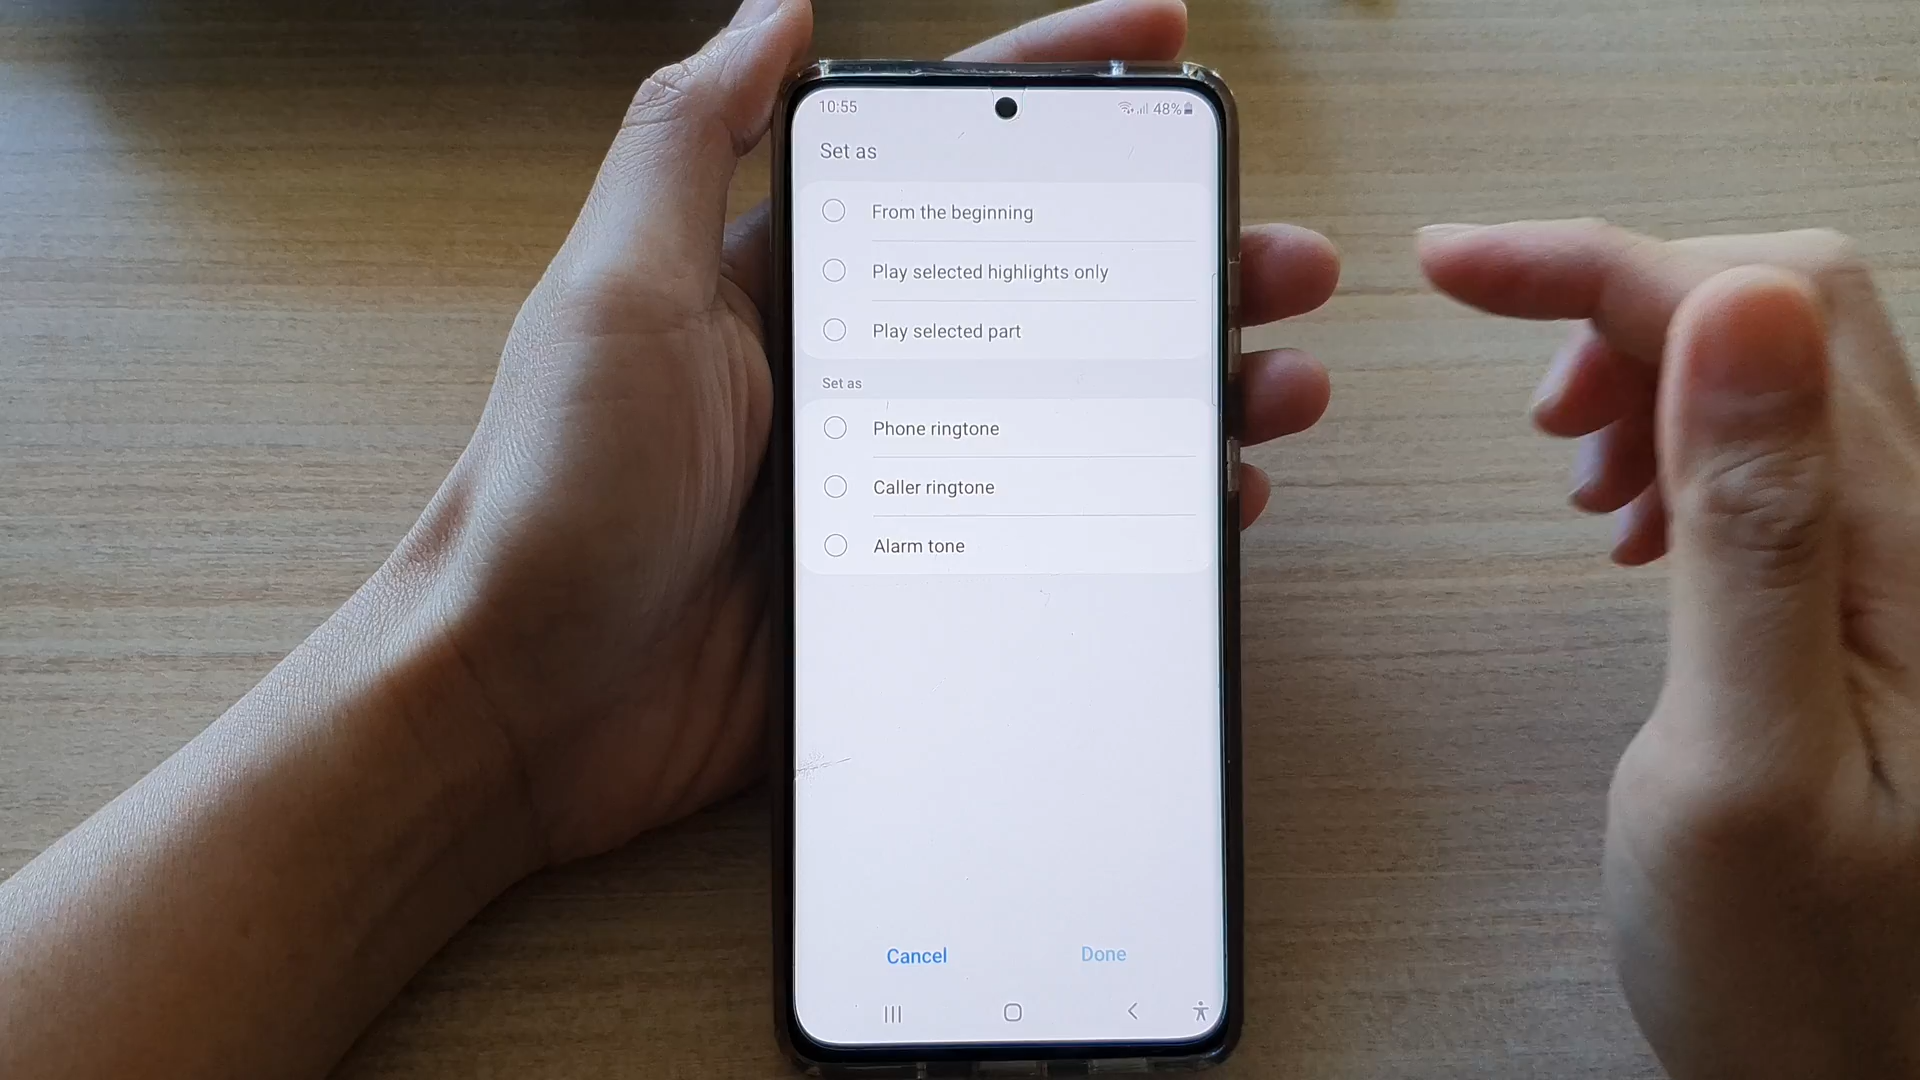 10:55
48%
Set as
From the beginning
Play selected highlights only
Play selected part
Set as
Phone ringtone
Caller ringtone
Alarm tone
Cancel
Done